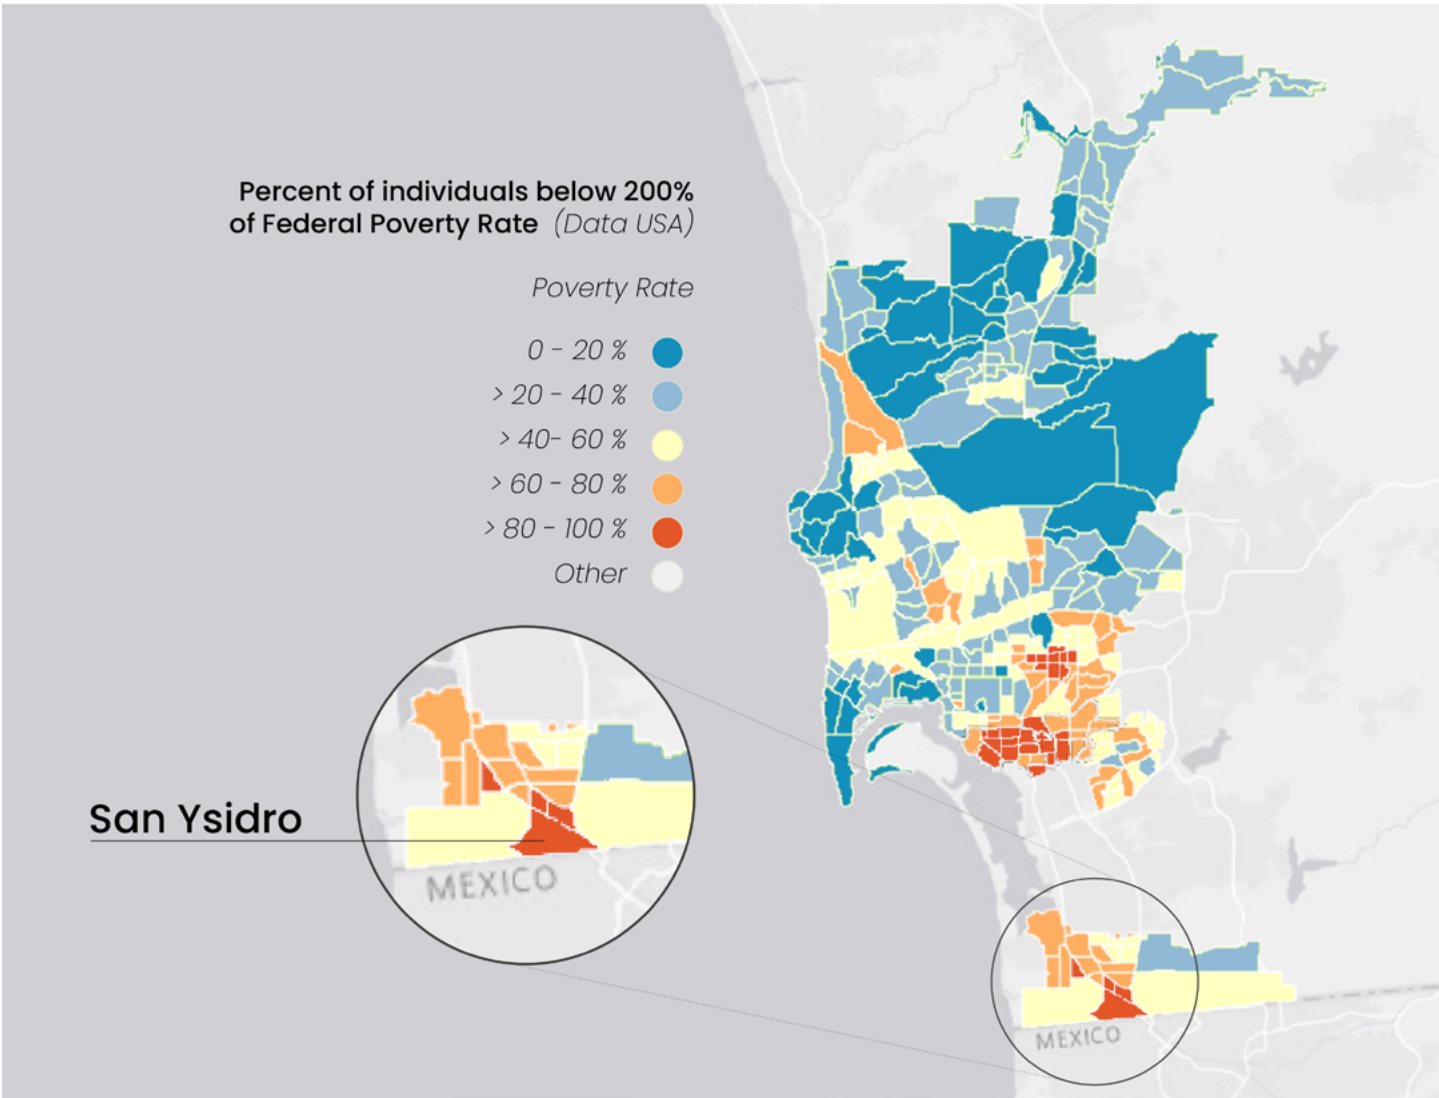 Percent of individuals below 200%
of Federal Poverty Rate (Data USA)
Poverty Rate
0 - 20 %
> 20 - 40 %
> 40- 60 %
> 60 - 80 %
> 80 - 100 %
Other
San Ysidro
MEXICO
MEXICO